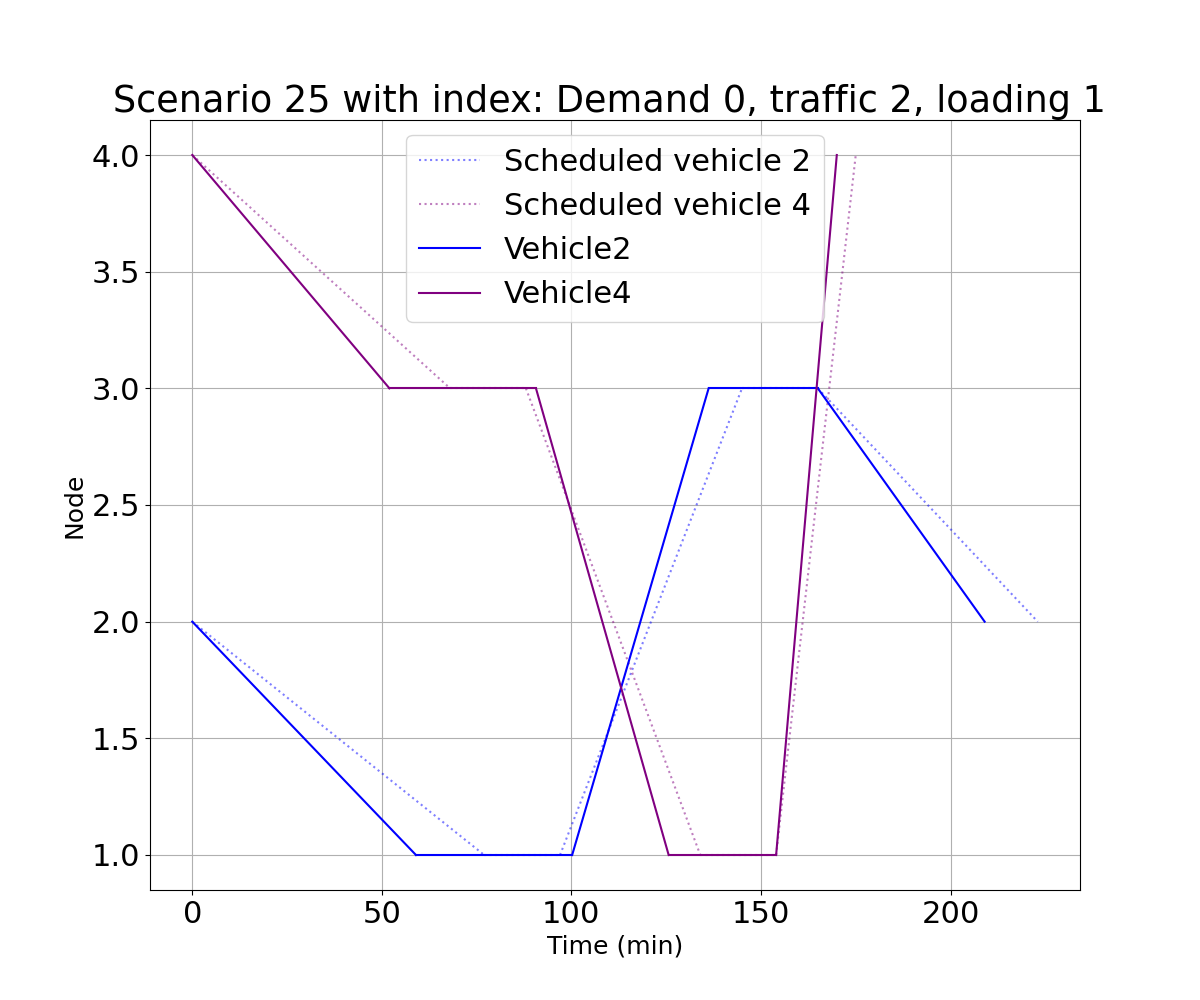 Scenario 25 with index: Demand 0, traffic 2, loading 1
Scheduled vehicle 2
Scheduled vehicle 4
Vehicle2
Vehicle4
4.0
3.5
3.0
2.5
2.0
1.5
1.0
Node
0 50 100 150 200
Time (min)